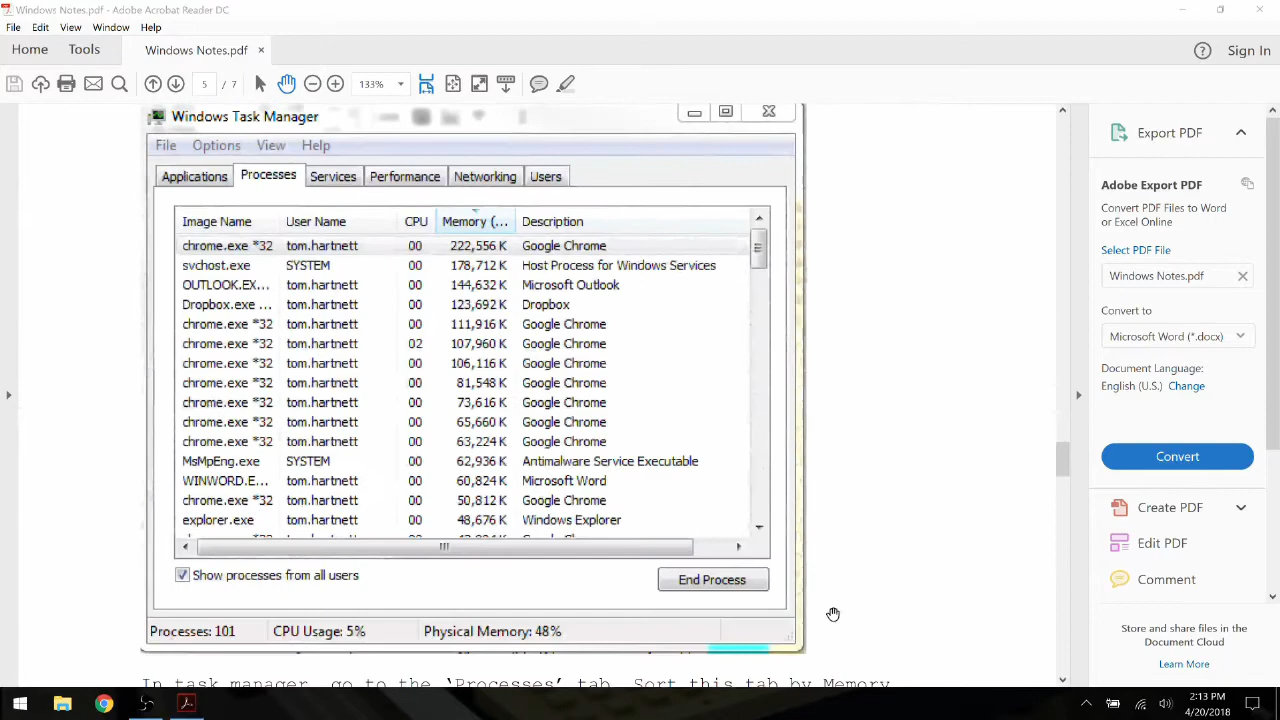 Windows Notes.pdf - Adobe Acrobat Reader DC
File Edit View Window Help
Home Tools Windows Notes.pdf × Sign In
5 / 7 133%
Windows Task Manager
File Options View Help
Applications Processes Services Performance Networking Users
Image Name User Name CPU Memory (... Description
chrome.exe *32 tom.hartnett 00 222,556 K Google Chrome
svchost.exe SYSTEM 00 178,712 K Host Process for Windows Services
OUTLOOK.EX... tom.hartnett 00 144,632 K Microsoft Outlook
Dropbox.exe ... tom.hartnett 00 123,692 K Dropbox
chrome.exe *32 tom.hartnett 00 111,916 K Google Chrome
chrome.exe *32 tom.hartnett 02 107,960 K Google Chrome
chrome.exe *32 tom.hartnett 00 106,116 K Google Chrome
chrome.exe *32 tom.hartnett 00 81,548 K Google Chrome
chrome.exe *32 tom.hartnett 00 73,616 K Google Chrome
chrome.exe *32 tom.hartnett 00 65,660 K Google Chrome
chrome.exe *32 tom.hartnett 00 63,224 K Google Chrome
MsMpEng.exe SYSTEM 00 62,936 K Antimalware Service Executable
WINWORD.E... tom.hartnett 00 60,824 K Microsoft Word
chrome.exe *32 tom.hartnett 00 50,812 K Google Chrome
explorer.exe tom.hartnett 00 48,676 K Windows Explorer
Show processes from all users
End Process
Processes: 101 CPU Usage: 5% Physical Memory: 48%
In task manager, go to the 'Processes' tab. Sort this tab by Memory
Export PDF
Adobe Export PDF
Convert PDF Files to Word
or Excel Online
Select PDF File
Windows Notes.pdf
Convert to
Microsoft Word (*.docx)
Document Language:
English (U.S.) Change
Convert
Create PDF
Edit PDF
Comment
Store and share files in the
Document Cloud
Learn More
2:13 PM
4/20/2018